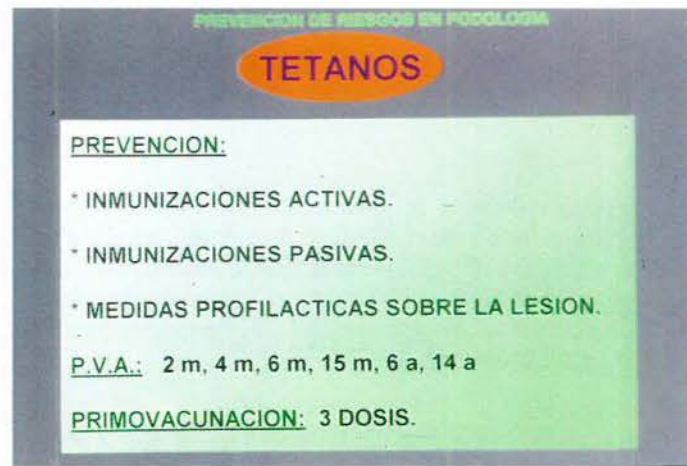 PREVENCION DE RIESGOS EN PODOLOGIA
TETANOS
PREVENCION:
* INMUNIZACIONES ACTIVAS.
* INMUNIZACIONES PASIVAS.
* MEDIDAS PROFILACTICAS SOBRE LA LESION.
P.V.A.: 2 m, 4 m, 6 m, 15 m, 6 a, 14 a
PRIMOVACUNACION: 3 DOSIS.